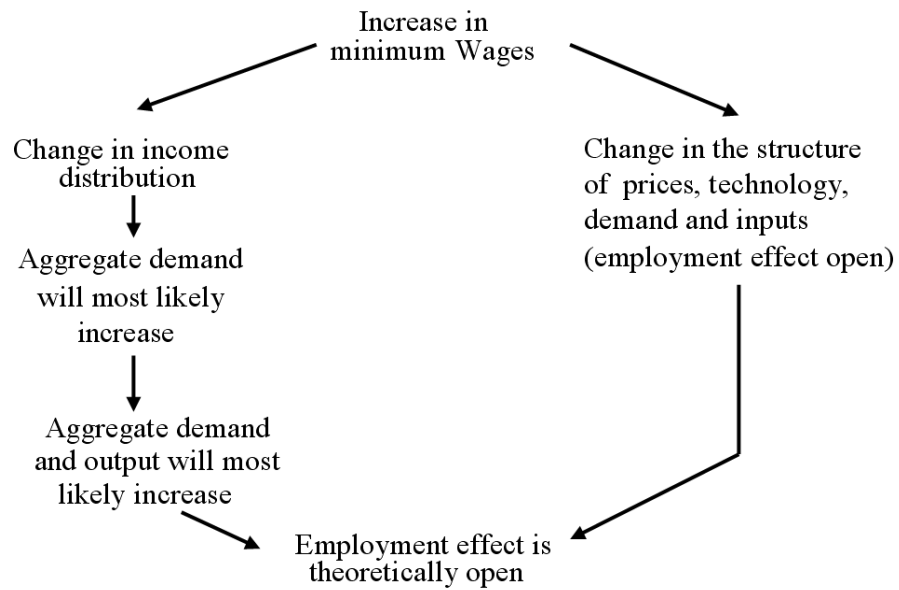 Increase in
minimum Wages
Change in income
distribution
Aggregate demand
will most likely
increase
Aggregate demand
and output will most
likely increase
Change in the structure
of prices, technology,
demand and inputs
(employment effect open)
Employment effect is
theoretically open